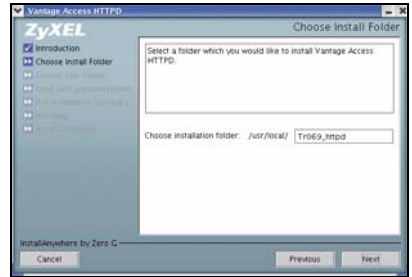 Vantage Access HTTPD
ZyXEL
Choose Install Folder
Introduction
Choose Install Folder
Select a folder which you would like to install Vantage Access
HTTPD.
Choose installation folder: /usr/local/ Tr069_httpd
InstallAnywhere by Zero G
Cancel
Previous
Next